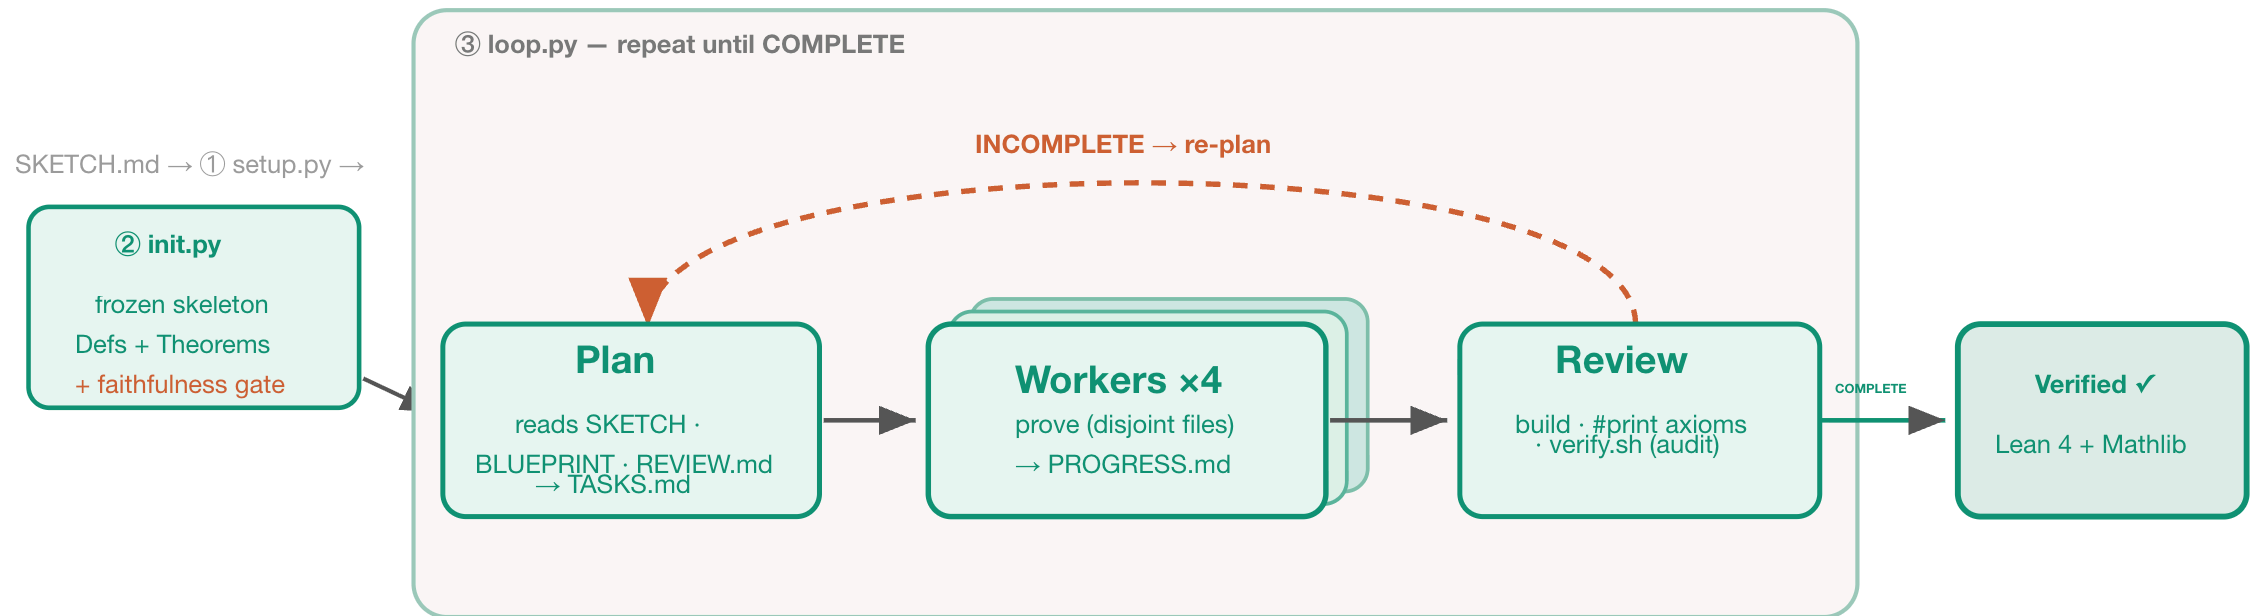 ③ loop.py — repeat until COMPLETE
INCOMPLETE → re-plan
SKETCH.md → ① setup.py →
② init.py
frozen skeleton
Defs + Theorems
+ faithfulness gate
Plan
reads SKETCH ·
BLUEPRINT · REVIEW.md
→ TASKS.md
Workers ×4
prove (disjoint files)
→ PROGRESS.md
Review
build · #print axioms
· verify.sh (audit)
COMPLETE
Verified ✓
Lean 4 + Mathlib